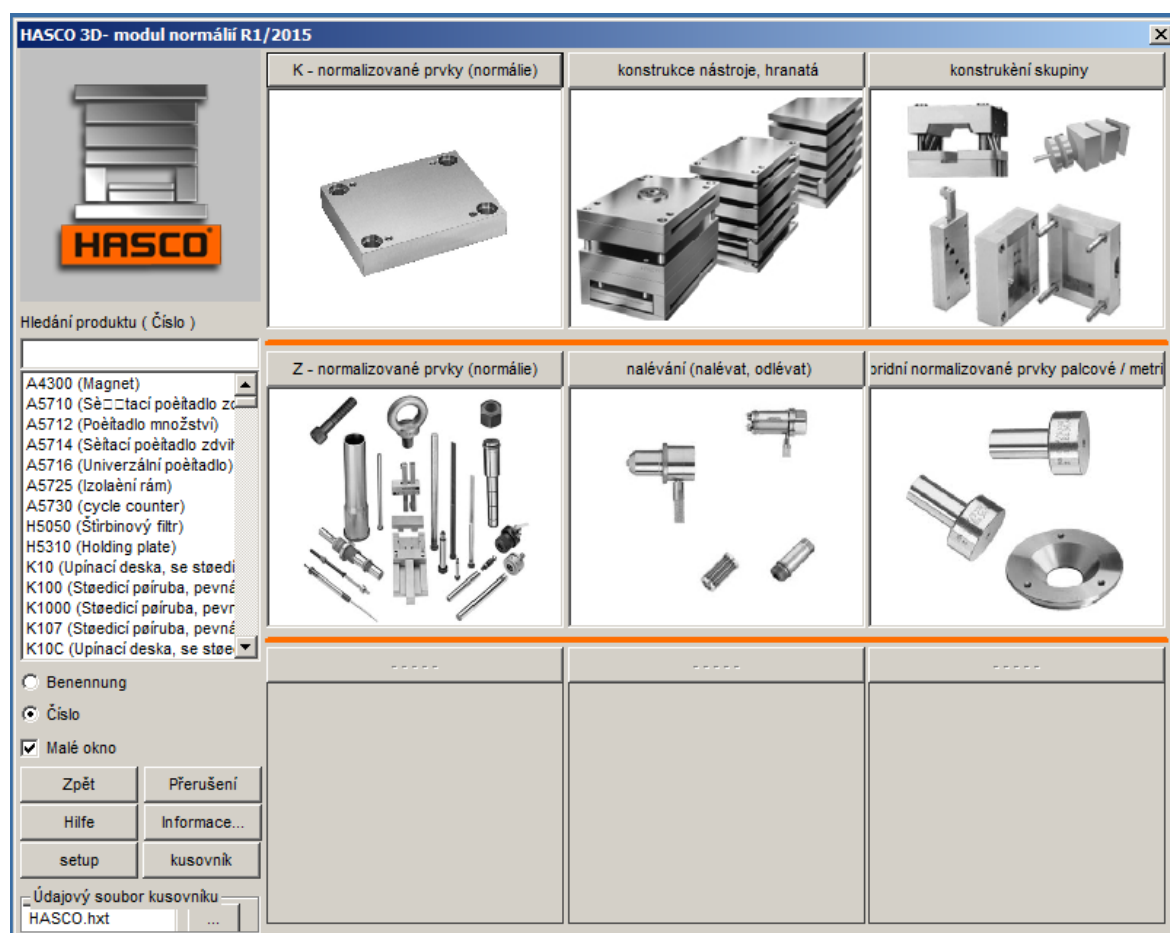 HASCO 3D- modul normálií R1/2015
K - normalizované prvky (normálie)
konstrukce nástroje, hranatá
konstrukèní skupiny
HASCO
Hledání produktu ( Číslo )
A4300 (Magnet)
A5710 (Sè□□tací poèítadlo zd
A5712 (Poèítadlo množství)
A5714 (Sèítací poèítadlo zdvih
A5716 (Univerzální poèítadlo)
A5725 (Izolaèní rám)
A5730 (cycle counter)
H5050 (Štìrbinový filtr)
H5310 (Holding plate)
K10 (Upínací deska, se støedi
K100 (Støedicí pøíruba, pevná
K1000 (Støedicí pøíruba, pevn
K107 (Støedicí pøíruba, pevná
K10C (Upínací deska, se støe
Z - normalizované prvky (normálie)
nalévání (nalévat, odlévat)
bridní normalizované prvky palcové / metri
- - - - -
- - - - -
- - - - -
Benennung
Číslo
Malé okno
Zpět
Přerušení
Hilfe
Informace...
setup
kusovník
Údajový soubor kusovníku
HASCO.hxt
...